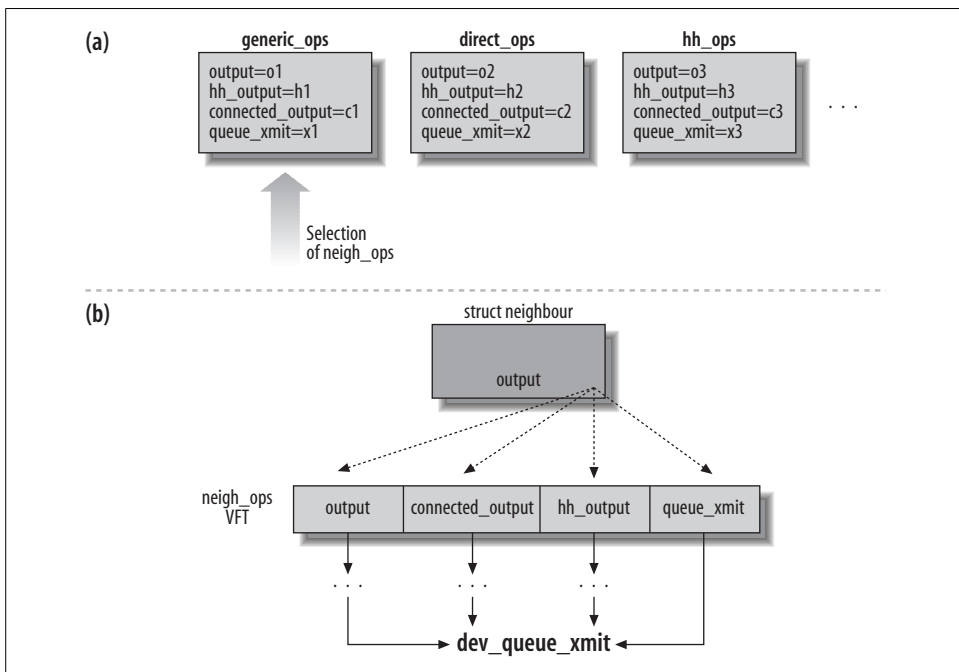 (a)
generic_ops
output=o1
hh_output=h1
connected_output=c1
queue_xmit=x1
direct_ops
output=o2
hh_output=h2
connected_output=c2
queue_xmit=x2
hh_ops
output=o3
hh_output=h3
connected_output=c3
queue_xmit=x3
. . .
Selection
of neigh_ops
(b)
struct neighbour
output
neigh_ops
VFT
output
connected_output
hh_output
queue_xmit
. . .
. . .
. . .
dev_queue_xmit